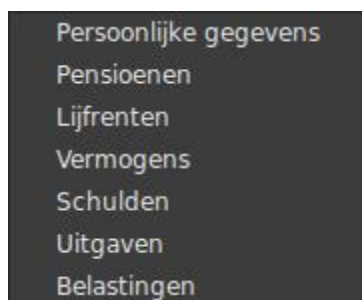 Persoonlijke gegevens
Pensioenen
Lijfrenten
Vermogens
Schulden
Uitgaven
Belastingen